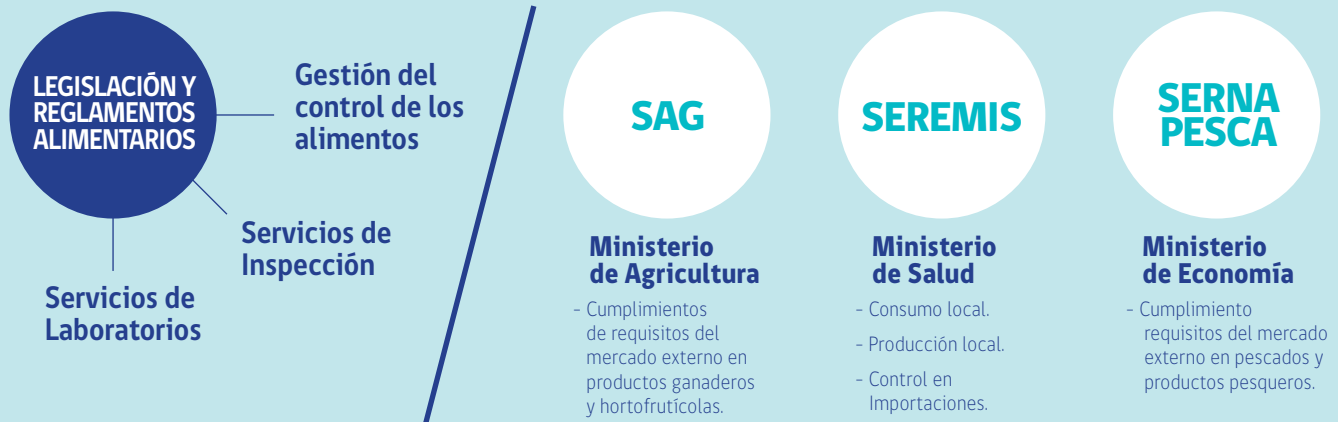 LEGISLACIÓN Y
REGLAMENTOS
ALIMENTARIOS
Gestión del
control de los
alimentos
Servicios de
Inspección
Servicios de
Laboratorios
SAG
Ministerio
de Agricultura
- Cumplimientos
de requisitos del
mercado externo en
productos ganaderos
y hortofrutícolas.
SEREMIS
Ministerio
de Salud
- Consumo local.
- Producción local.
- Control en
Importaciones.
SERNA
PESCA
Ministerio
de Economía
- Cumplimiento
requisitos del mercado
externo en pescados y
productos pesqueros.